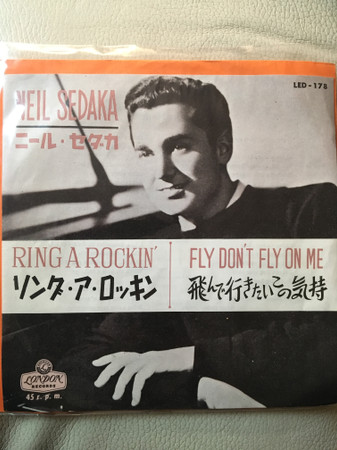 NEIL SEDAKA
LED-178
ニール・セダカ
RING A ROCKIN'
FLY DON'T FLY ON ME
リング・ア・ロッキン
飛んで行きたいこの気持
LONDON
RECORDS
45 r.p.m.